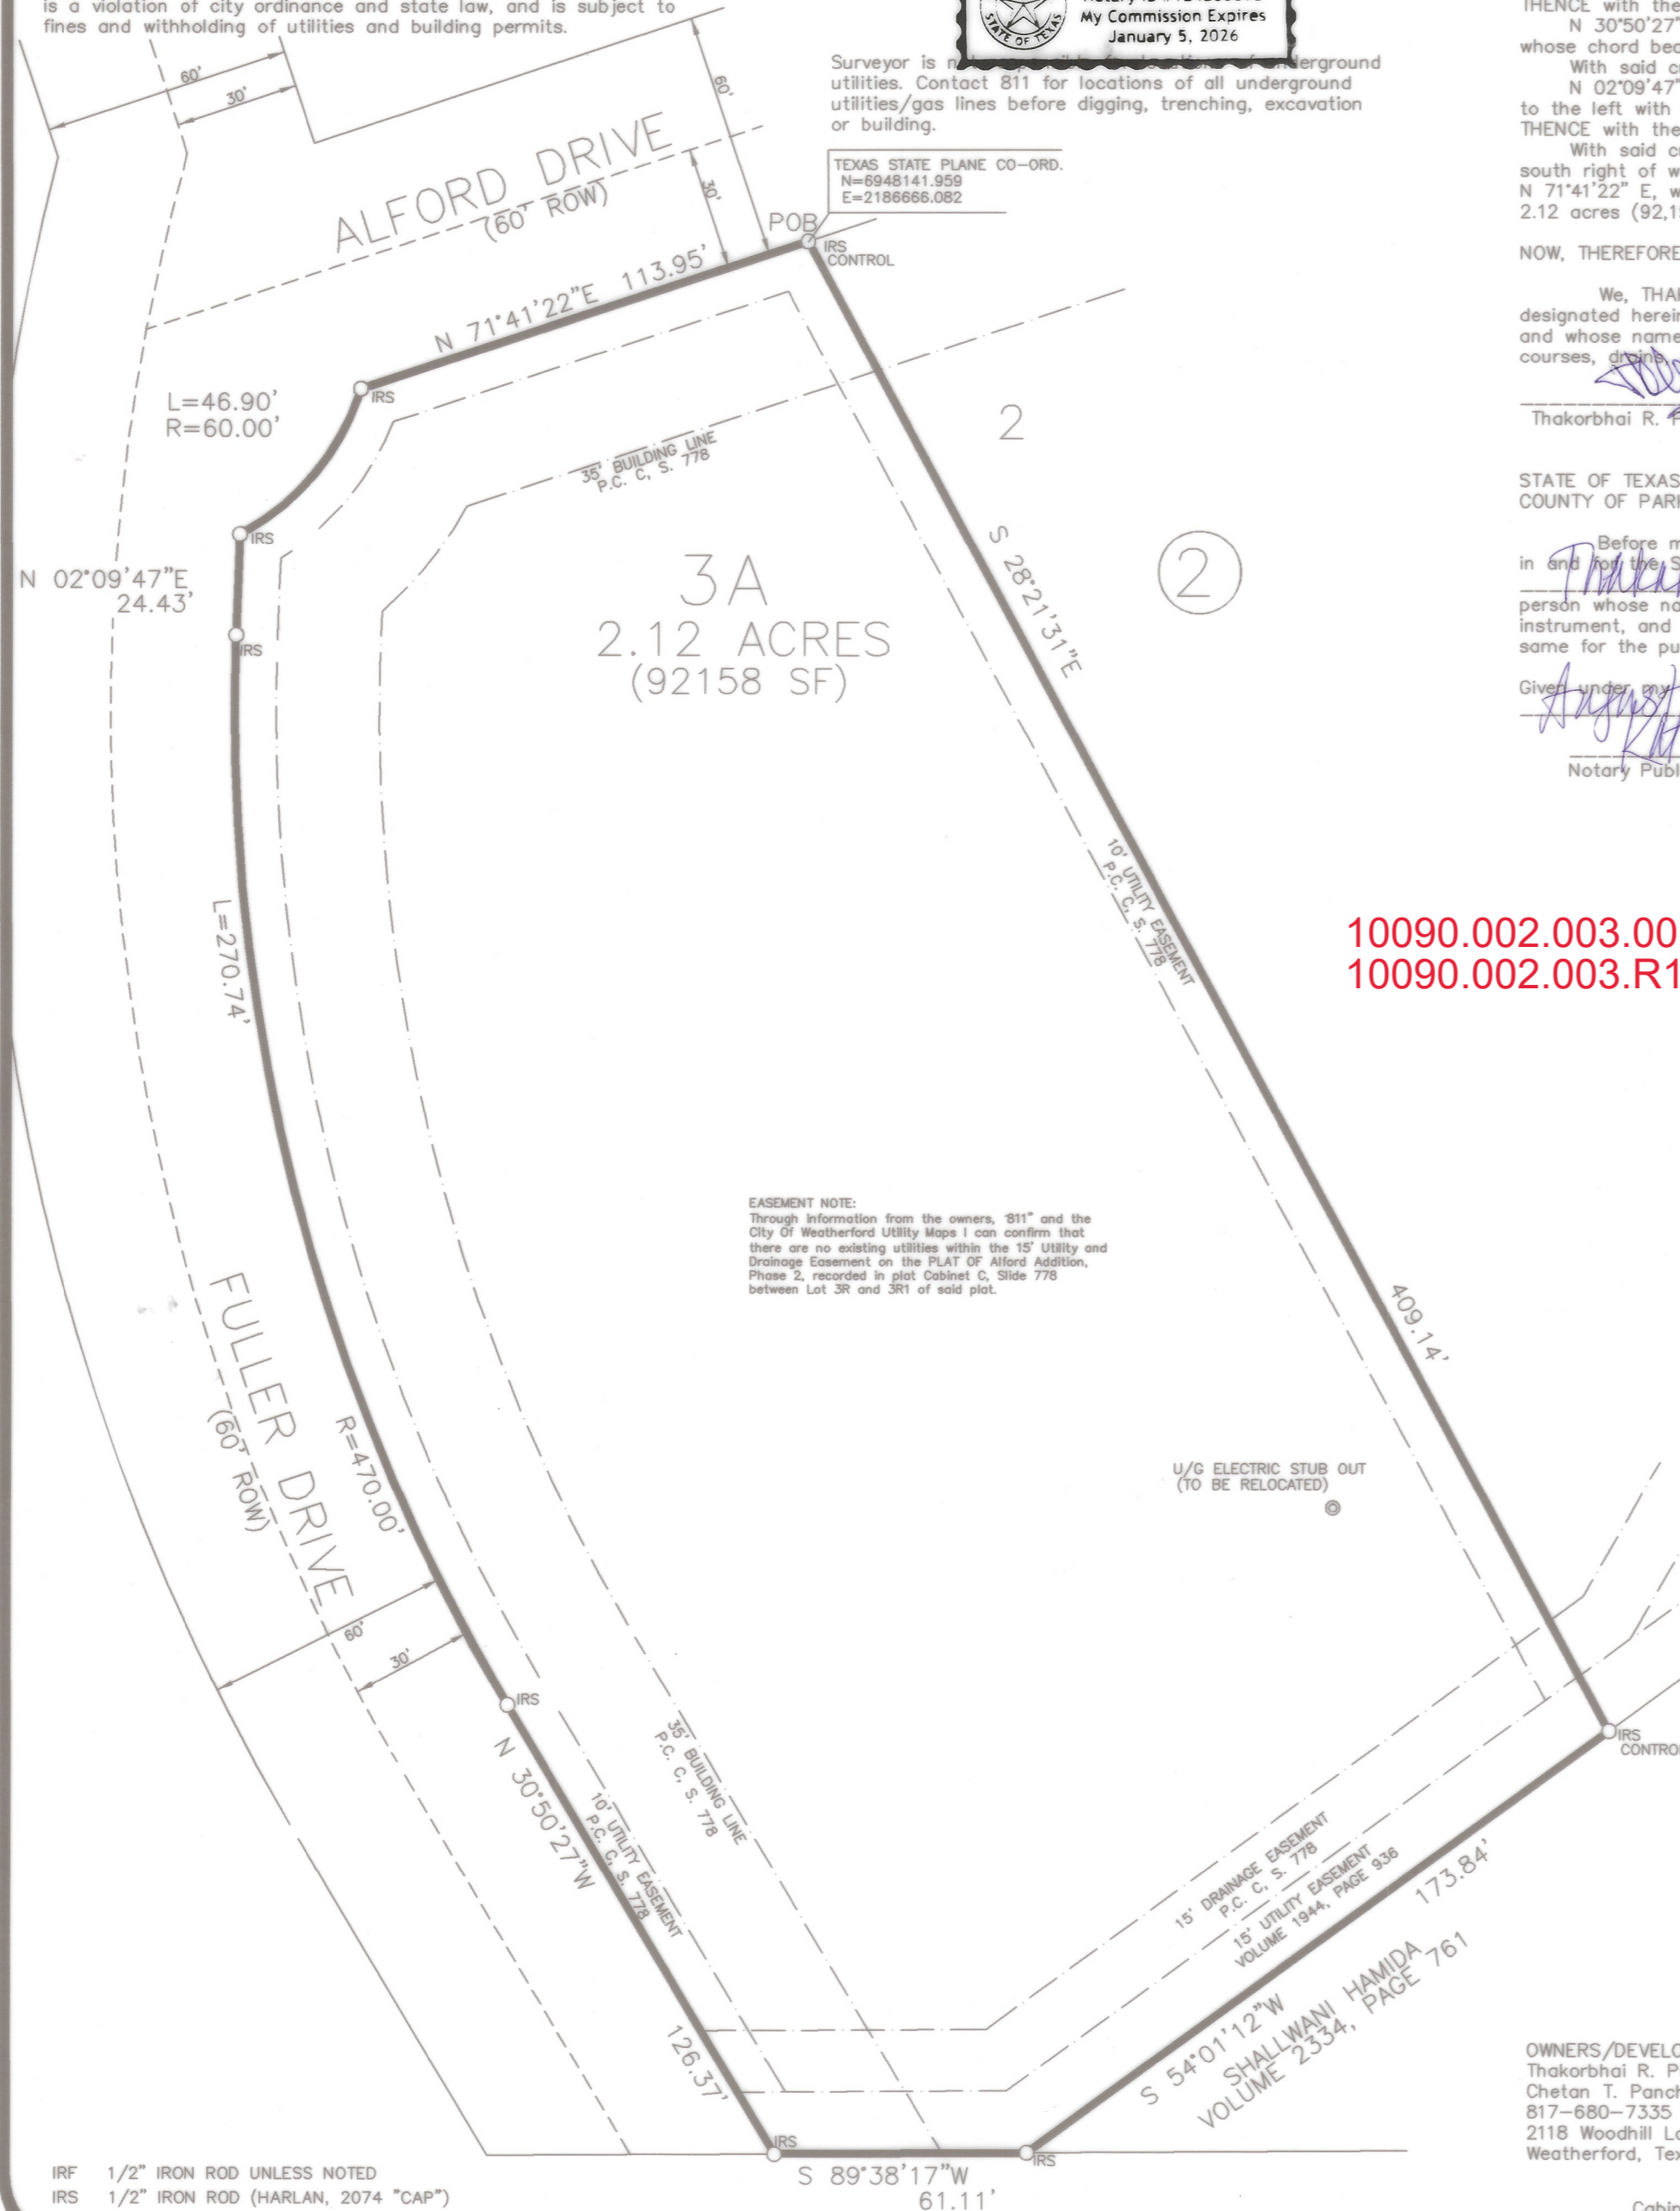 is a violation of city ordinance and state law, and is subject to
fines and withholding of utilities and building permits.
My Commission Expires
January 5, 2026
STATE OF TEXAS
Surveyor is underground
utilities. Contact 811 for locations of all underground
utilities/gas lines before digging, trenching, excavation
or building.
TEXAS STATE PLANE CO-ORD.
N=6948141.959
E=2186666.082
60'
30'
60'
30'
ALFORD DRIVE
(60' ROW)
POB
IRS
CONTROL
N 71°41'22"E 113.95'
IRS
L=46.90'
R=60.00'
35' BUILDING LINE
P.C. C, S. 778
2
IRS
N 02°09'47"E
24.43'
IRS
3A
2.12 ACRES
(92158 SF)
S 28°21'31"E
2
10' UTILITY EASEMENT
P.C. C, S. 778
L=270.74'
10090.002.003.00
10090.002.003.R1
EASEMENT NOTE:
Through information from the owners, "811" and the
City Of Weatherford Utility Maps I can confirm that
there are no existing utilities within the 15' Utility and
Drainage Easement on the PLAT OF Alford Addition,
Phase 2, recorded in plat Cabinet C, Slide 778
between Lot 3R and 3R1 of said plat.
409.14'
FULLER DRIVE
(60' ROW)
R=470.00'
U/G ELECTRIC STUB OUT
(TO BE RELOCATED)
60'
30'
IRS
N 30°50'27"W
35' BUILDING LINE
P.C. C, S. 778
10' UTILITY EASEMENT
P.C. C, S. 778
126.37'
IRS
CONTROL
15' DRAINAGE EASEMENT
P.C. C, S. 778
15' UTILITY EASEMENT
VOLUME 1944, PAGE 936
173.84'
S 54°01'12"W
SHALLWANI HAMIDA
VOLUME 2334, PAGE 761
IRS
IRS
S 89°38'17"W
61.11'
IRF 1/2" IRON ROD UNLESS NOTED
IRS 1/2" IRON ROD (HARLAN, 2074 "CAP")
THENCE with the
N 30°50'27"
whose chord
With said
N 02°09'47"
to the left with
THENCE with the
With said
south right of
N 71°41'22" E,
2.12 acres
NOW, THEREFORE
We,
designated
and whose name
courses, drains,
Thakorbhai R.
STATE OF TEXAS
COUNTY OF
Before
in and for the
person whose
instrument, and
same for the
Given under my
August
Notary
OWNERS/
Thakorbhai R.
Chetan T.
817-680-7335
2118 Woodhill
Weatherford,